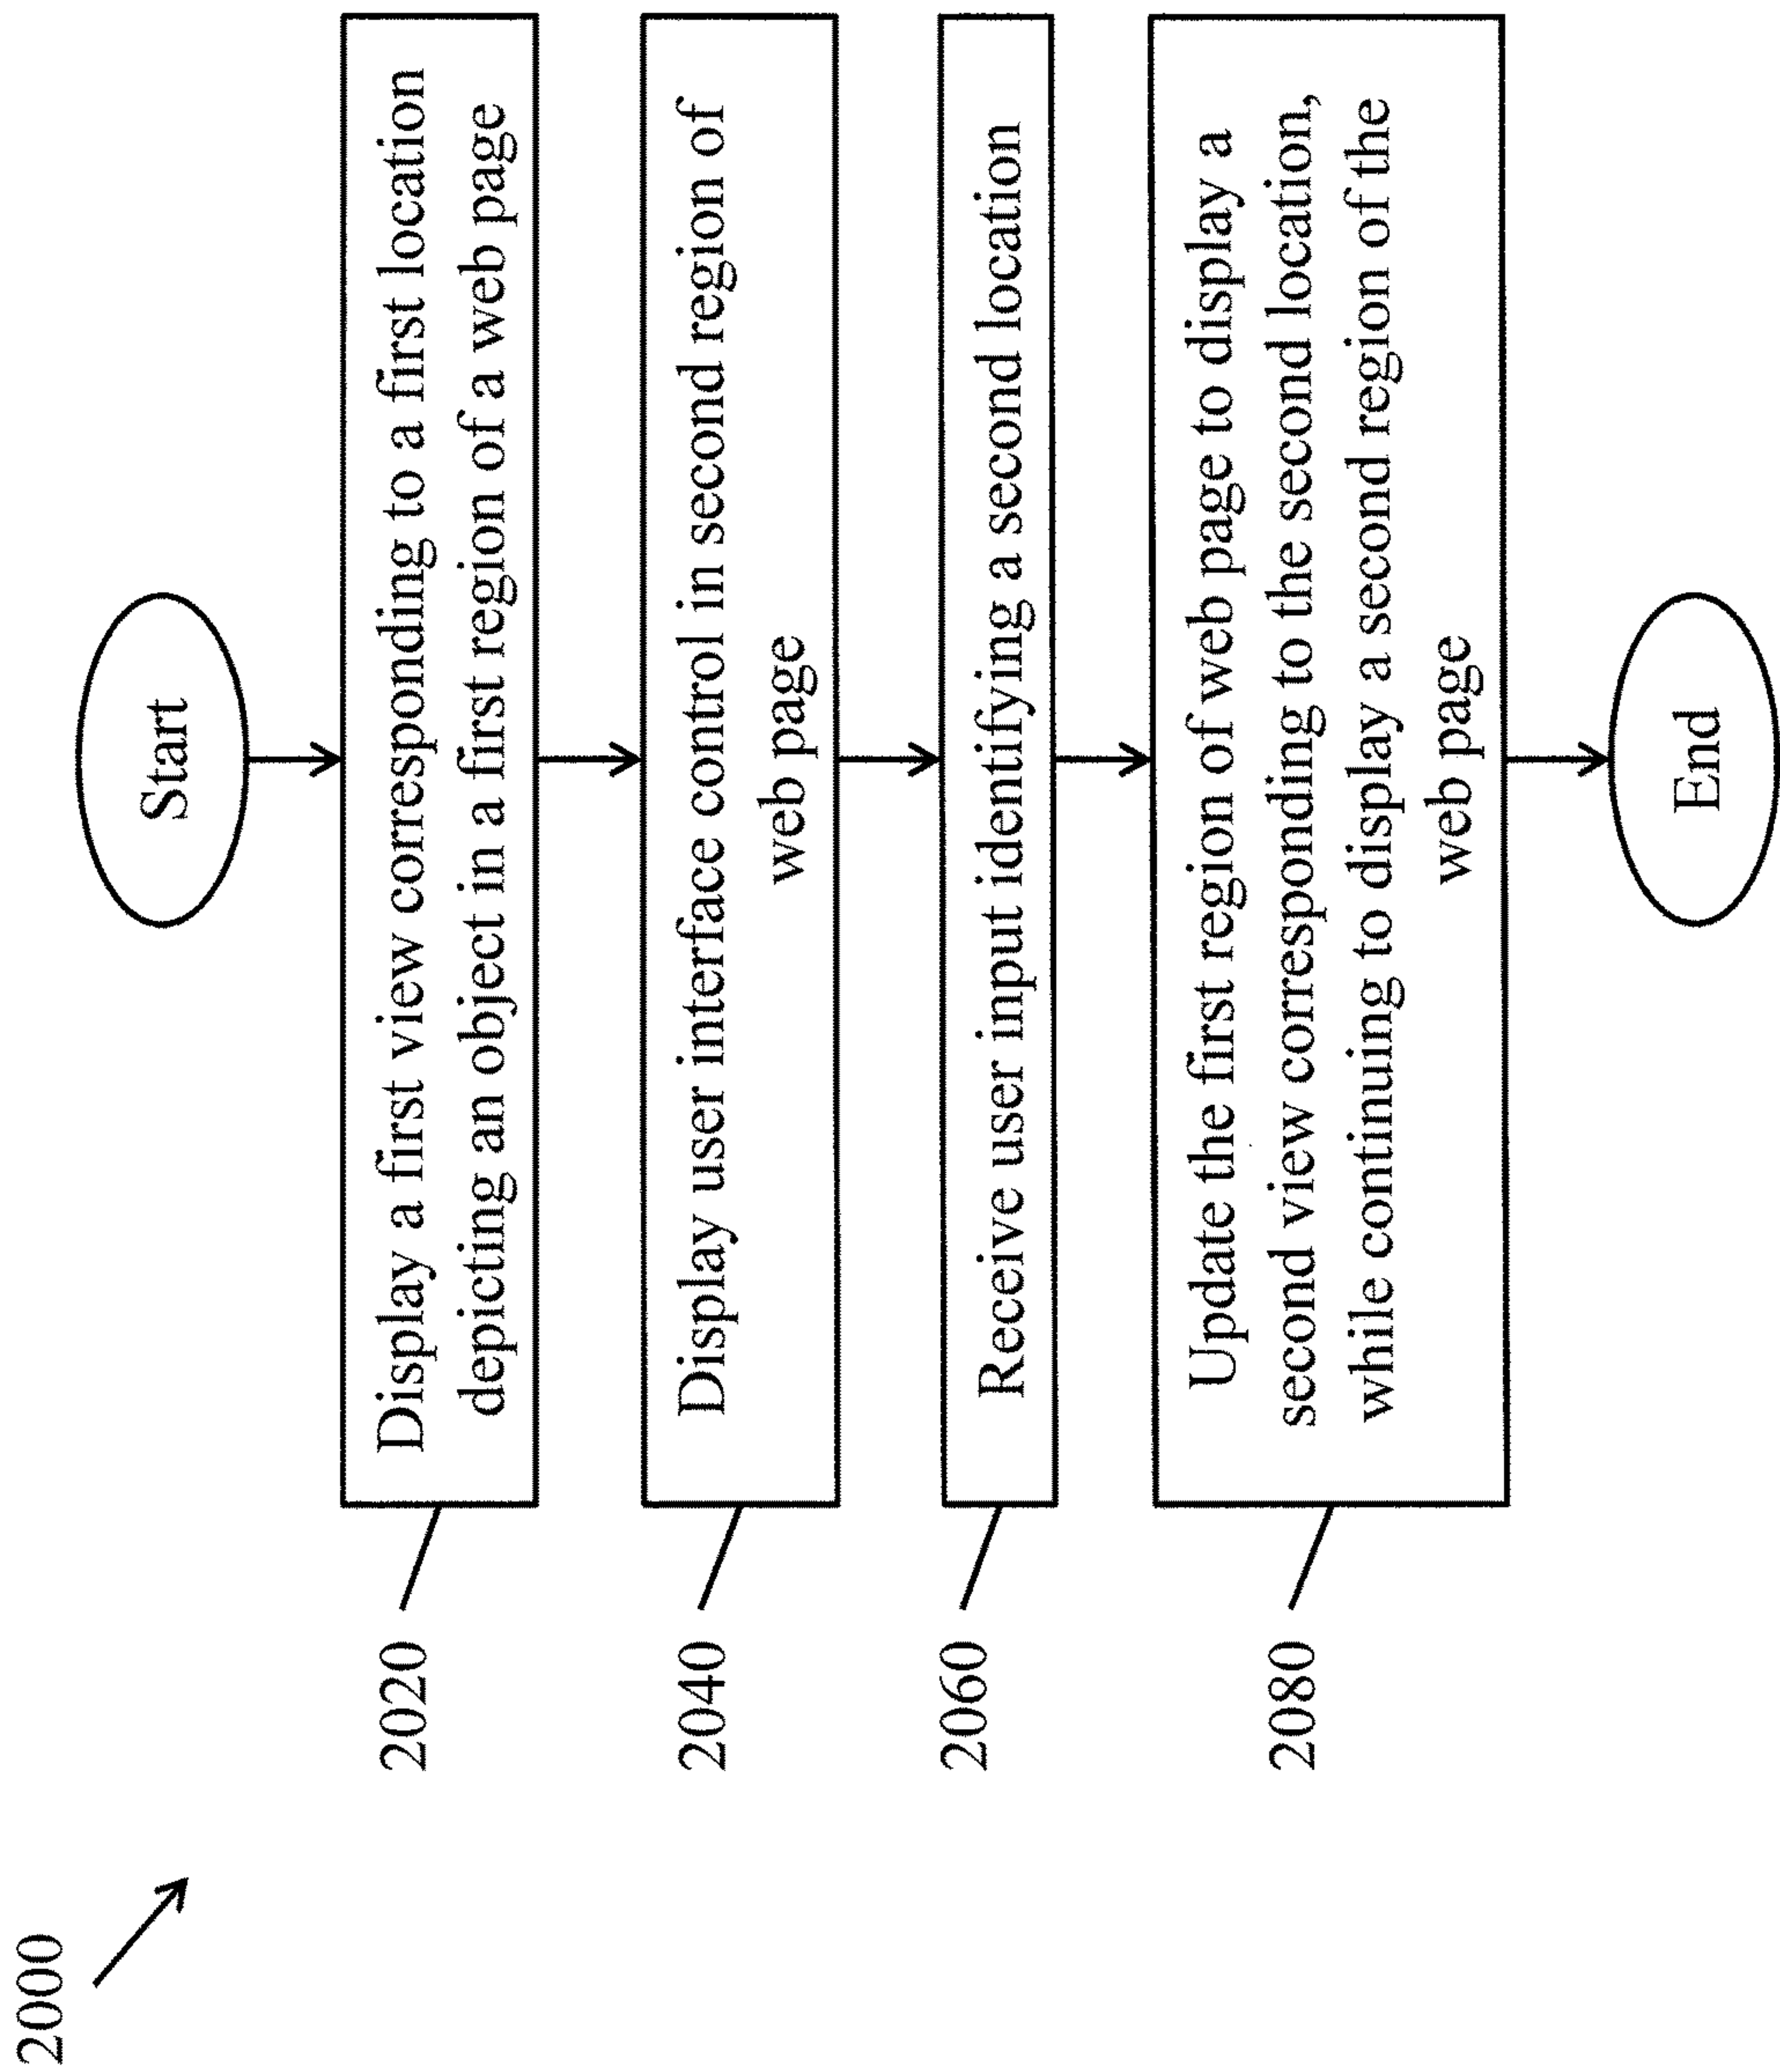 2000
Start
2020
Display a first view corresponding to a first location
depicting an object in a first region of a web page
2040
Display user interface control in second region of
web page
2060
Receive user input identifying a second location
2080
Update the first region of web page to display a
second view corresponding to the second location,
while continuing to display a second region of the
web page
End